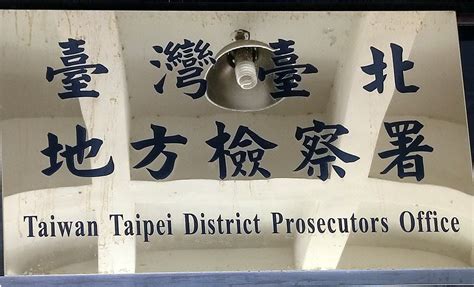 臺灣臺北
地方檢察署
Taiwan Taipei District Prosecutors Office